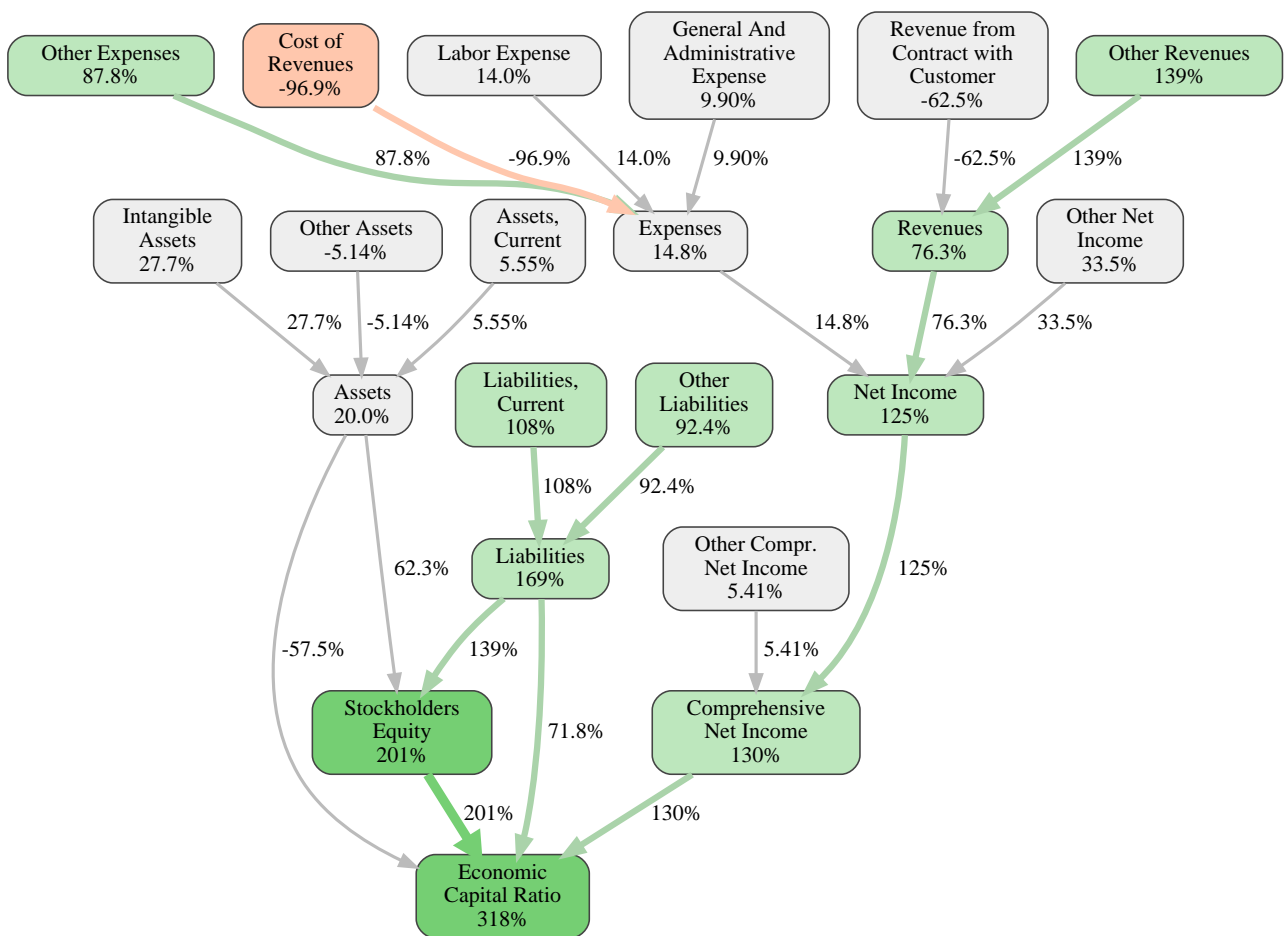 Other Expenses
87.8%
Cost of
Revenues
-96.9%
Labor Expense
14.0%
General And
Administrative
Expense
9.90%
Revenue from
Contract with
Customer
-62.5%
Other Revenues
139%
87.8%
-96.9%
14.0%
9.90%
-62.5%
139%
Intangible
Assets
27.7%
Other Assets
-5.14%
Assets,
Current
5.55%
Expenses
14.8%
Revenues
76.3%
Other Net
Income
33.5%
27.7%
-5.14%
5.55%
14.8%
76.3%
33.5%
Assets
20.0%
Liabilities,
Current
108%
Other
Liabilities
92.4%
Net Income
125%
108%
92.4%
Liabilities
169%
Other Compr.
Net Income
5.41%
62.3%
125%
-57.5%
139%
5.41%
Stockholders
Equity
201%
71.8%
Comprehensive
Net Income
130%
201%
130%
Economic
Capital Ratio
318%